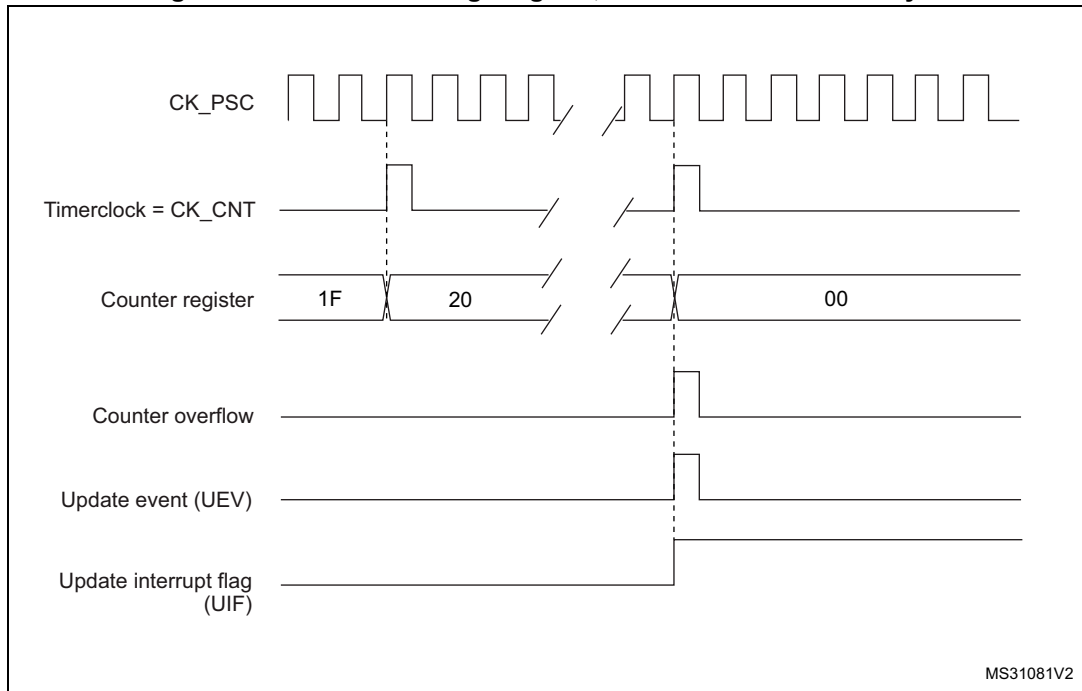 CK_PSC
Timerclock = CK_CNT
Counter register
1F
20
00
Counter overflow
Update event (UEV)
Update interrupt flag
(UIF)
MS31081V2